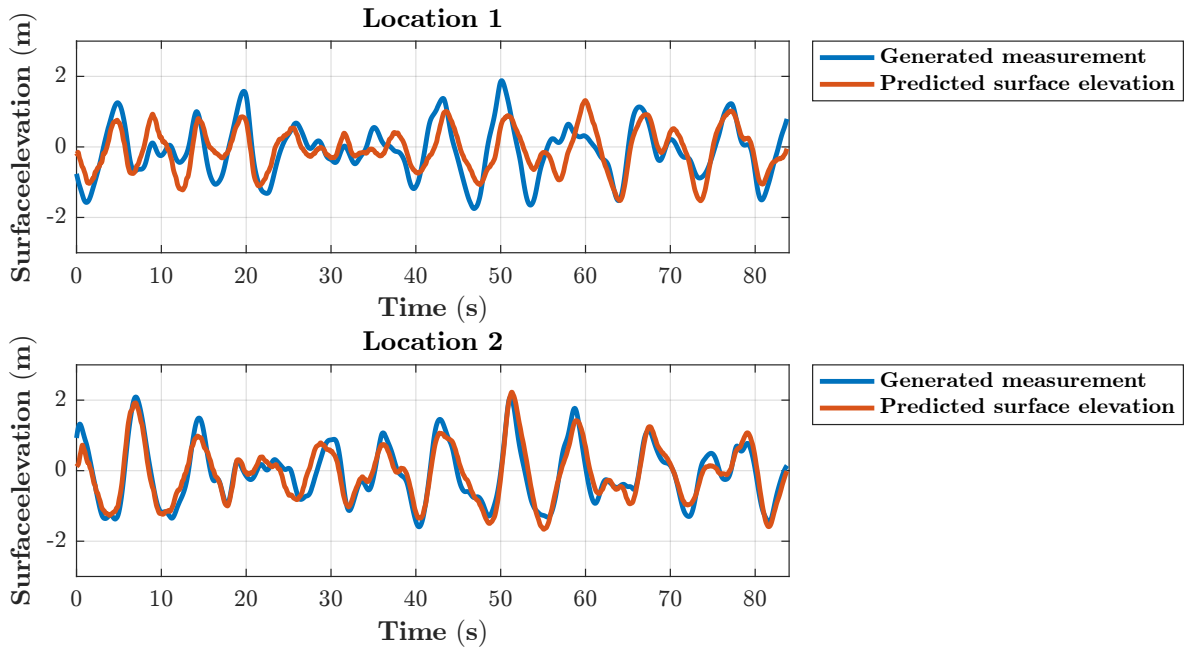 Location 1
Surfaceelevation (m)
2
0
-2
0 10 20 30 40 50 60 70 80
Time (s)
Generated measurement
Predicted surface elevation
Location 2
Surfaceelevation (m)
2
0
-2
0 10 20 30 40 50 60 70 80
Time (s)
Generated measurement
Predicted surface elevation